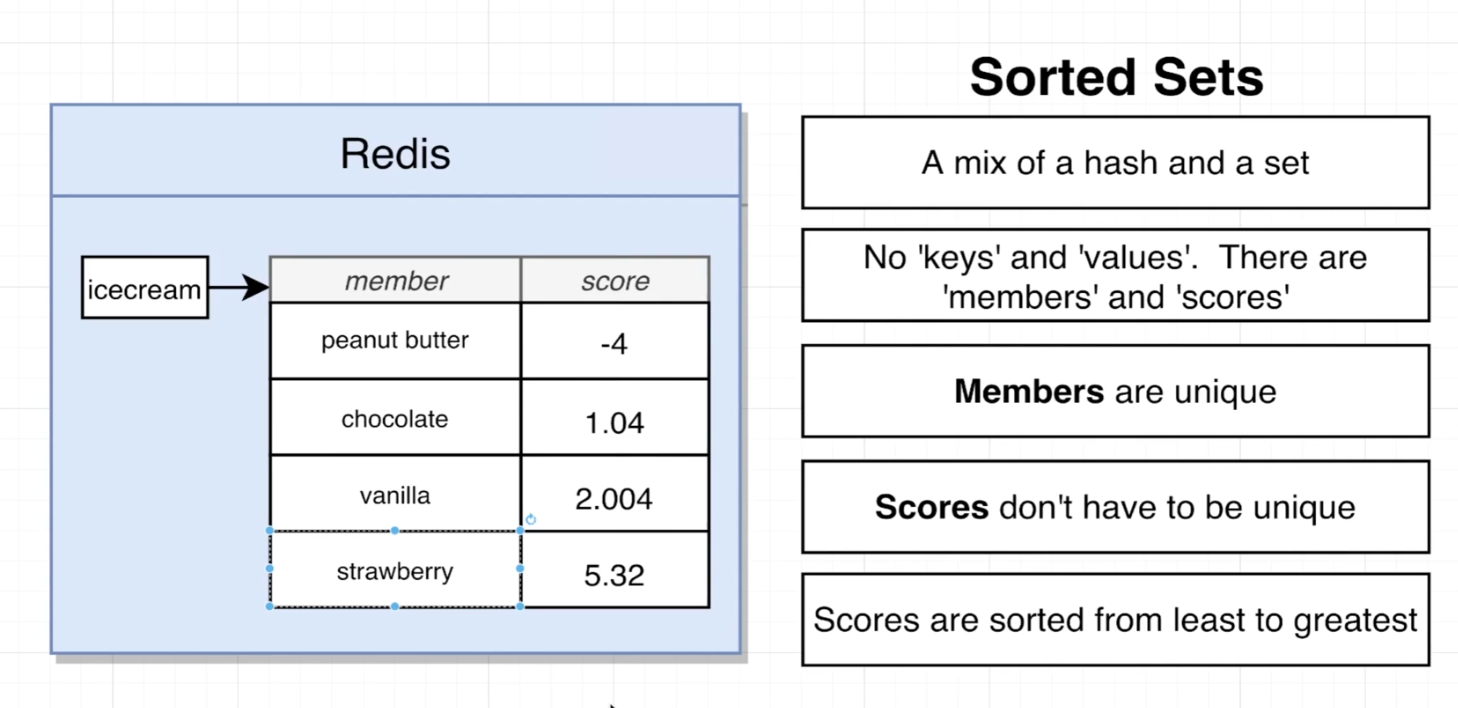 Redis
icecream
member score
peanut butter -4
chocolate 1.04
vanilla 2.004
strawberry 5.32
Sorted Sets
A mix of a hash and a set
No 'keys' and 'values'.  There are
'members' and 'scores'
Members are unique
Scores don't have to be unique
Scores are sorted from least to greatest